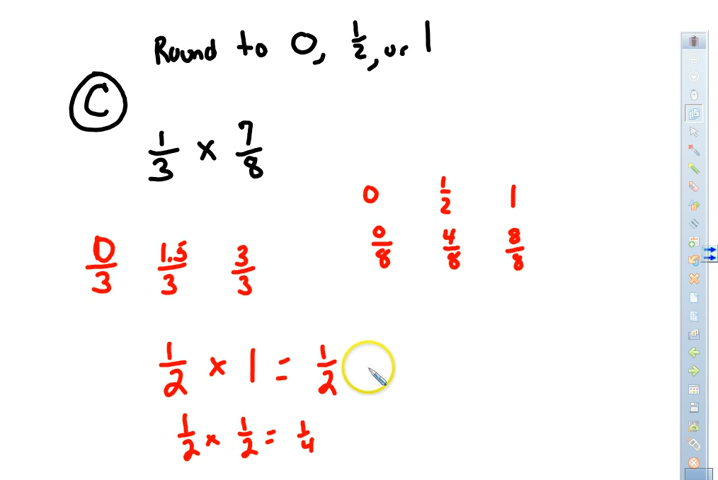 Round to 0, 1/2, or 1
C
1/3 × 7/8
0 1/2 1
0/8 4/8 8/8
0/3 1.5/3 3/3
1/2 × 1 = 1/2
1/2 × 1/2 = 1/4